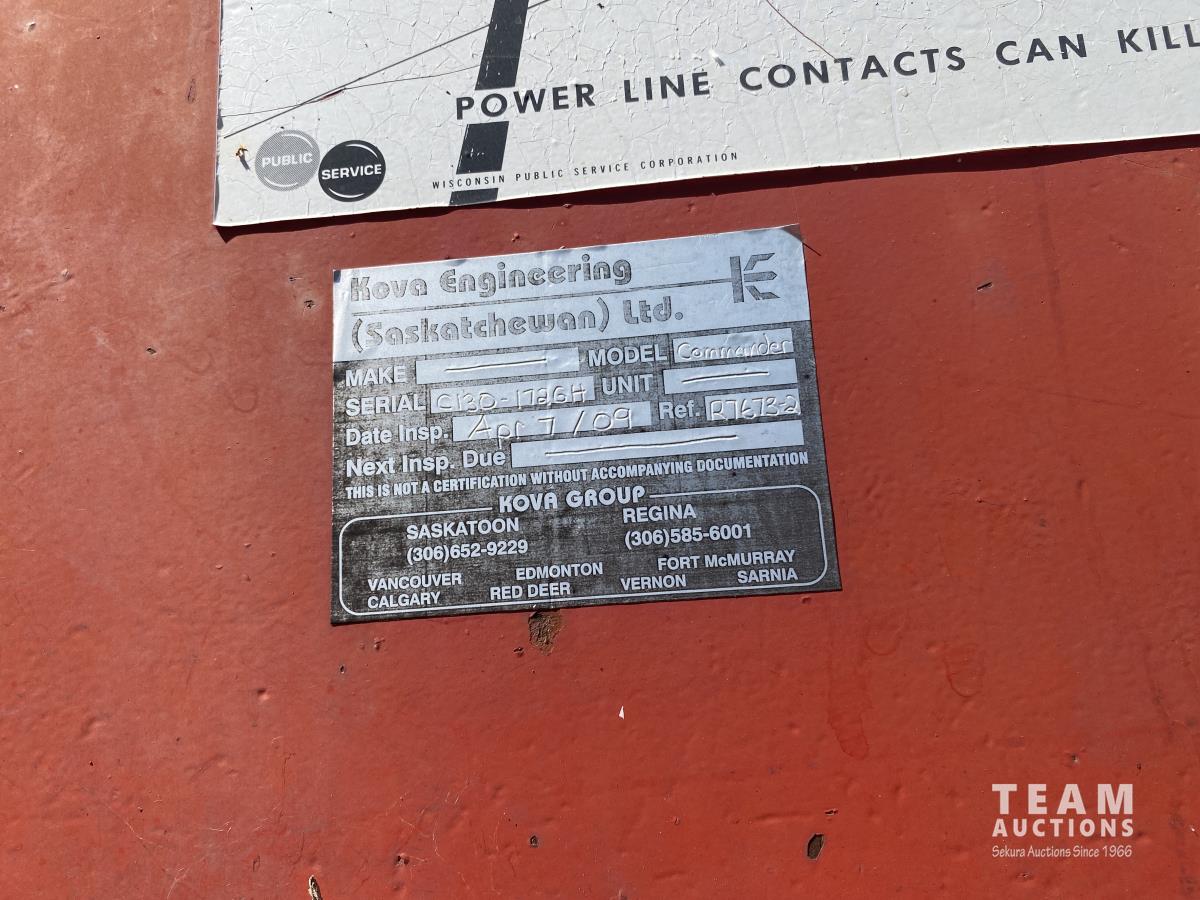 POWER LINE CONTACTS CAN KILL
PUBLIC SERVICE
WISCONSIN PUBLIC SERVICE CORPORATION
Kova Engineering
(Saskatchewan) Ltd.
MAKE — MODEL Commander
SERIAL C130-1726H UNIT —
Date Insp. Apr 7/09 Ref. R7673-2
Next Insp. Due —
THIS IS NOT A CERTIFICATION WITHOUT ACCOMPANYING DOCUMENTATION
KOVA GROUP
SASKATOON REGINA
(306)652-9229 (306)585-6001
VANCOUVER EDMONTON FORT McMURRAY
CALGARY RED DEER VERNON SARNIA
TEAM
AUCTIONS
Sekura Auctions Since 1966